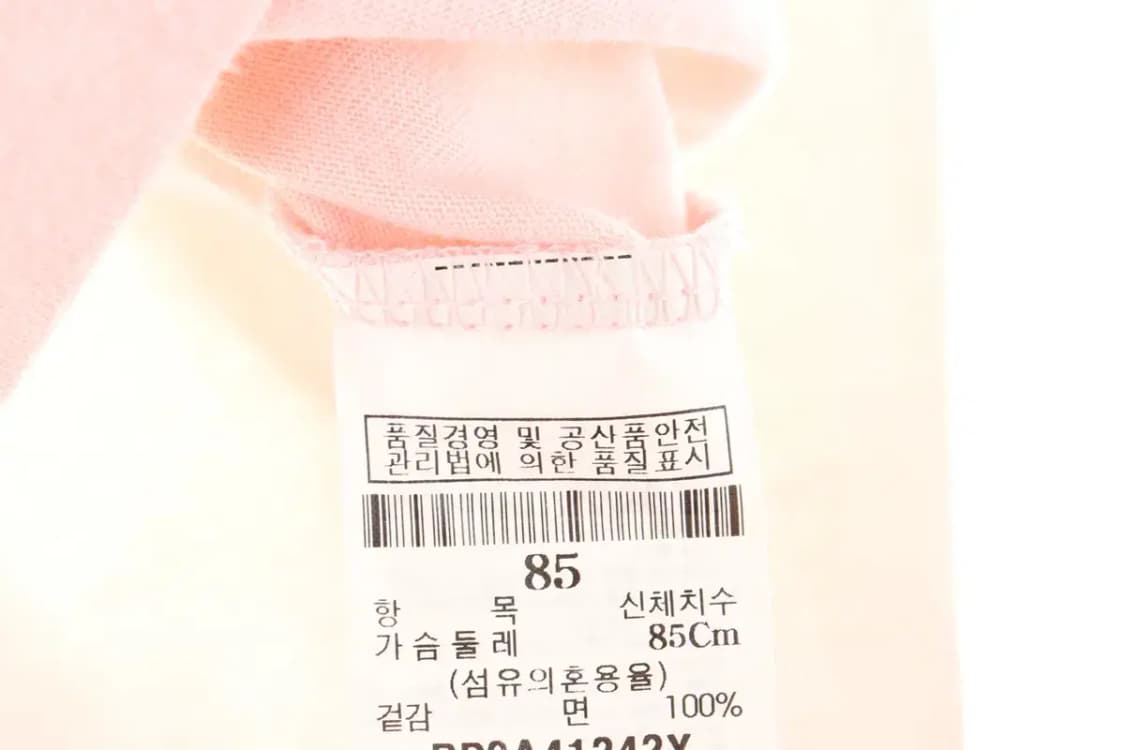 품질경영 및 공산품안전
관리법에 의한 품질표시
85
항 목 신체치수
가슴둘레 85Cm
(섬유의혼용율)
겉감 면 100%